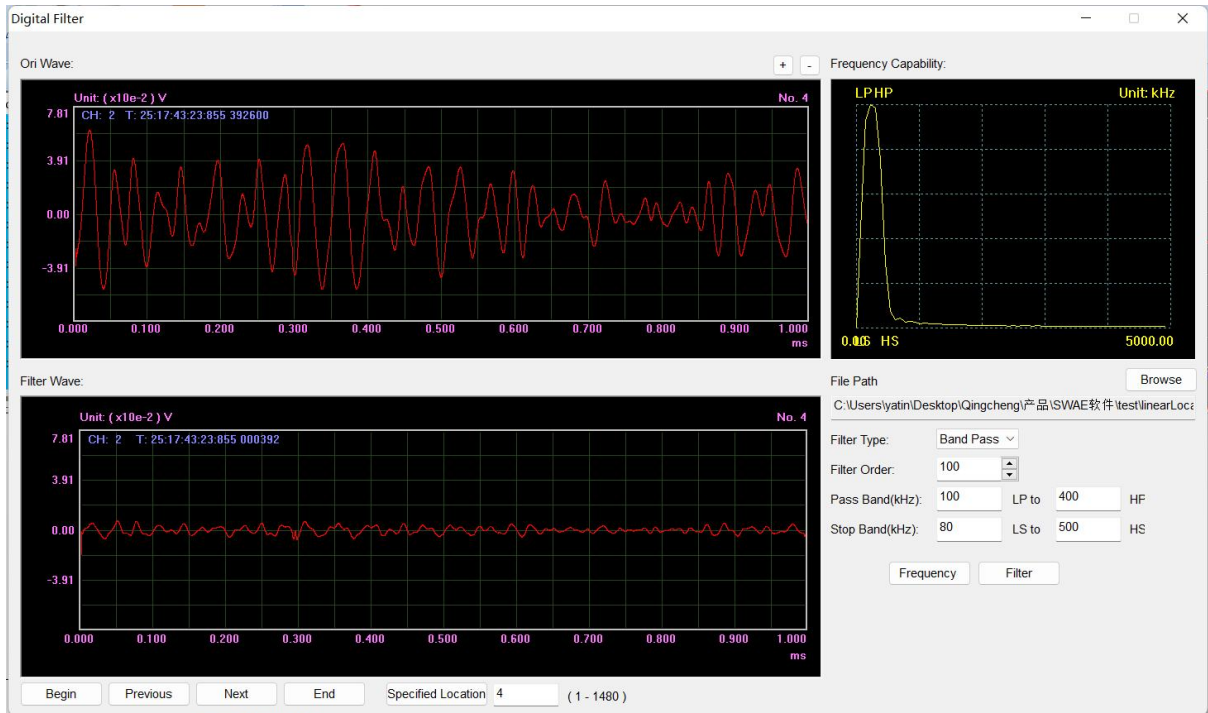 Digital Filter
Ori Wave:
+ -
Unit: ( x10e-2 ) V
No. 4
CH: 2 T: 25:17:43:23:855 392600
7.81
3.91
0.00
-3.91
0.000 0.100 0.200 0.300 0.400 0.500 0.600 0.700 0.800 0.900 1.000
ms
Frequency Capability:
LP HP
Unit: kHz
LS HS
5000.00
Filter Wave:
Unit: ( x10e-2 ) V
No. 4
CH: 2 T: 25:17:43:23:855 000392
7.81
3.91
0.00
-3.91
0.000 0.100 0.200 0.300 0.400 0.500 0.600 0.700 0.800 0.900 1.000
ms
File Path
Browse
C:\Users\yatin\Desktop\Qingcheng\产品\SWAE软件\test\linearLoca
Filter Type: Band Pass
Filter Order: 100
Pass Band(kHz): 100 LP to 400 HF
Stop Band(kHz): 80 LS to 500 HS
Frequency Filter
Begin Previous Next End Specified Location 4 ( 1 - 1480 )